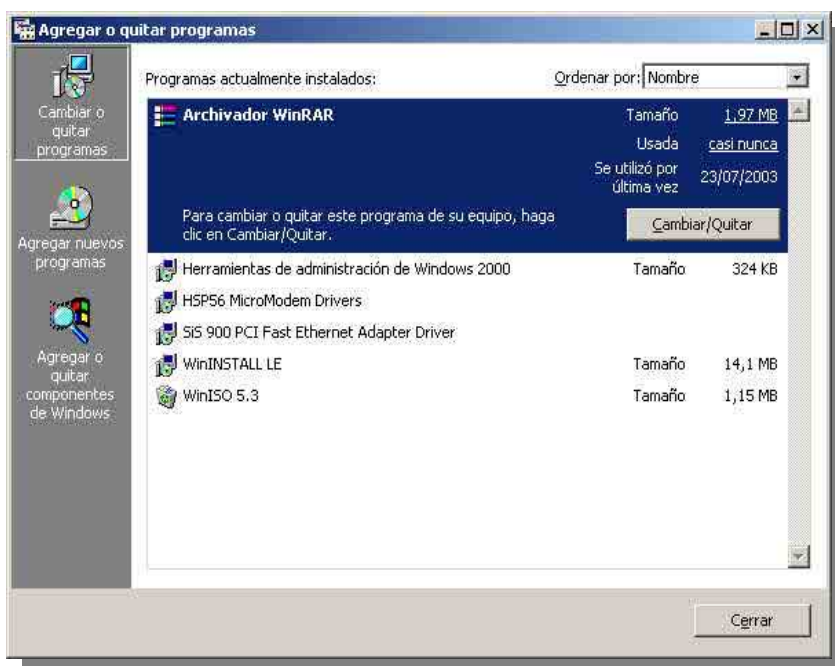 Agregar o quitar programas
Cambiar o
quitar
programas
Agregar nuevos
programas
Agregar o
quitar
componentes
de Windows
Programas actualmente instalados:
Ordenar por: Nombre
Archivador WinRAR
Tamaño 1,97 MB
Usada casi nunca
Se utilizó por
última vez 23/07/2003
Para cambiar o quitar este programa de su equipo, haga
clic en Cambiar/Quitar.
Cambiar/Quitar
Herramientas de administración de Windows 2000 Tamaño 324 KB
HSP56 MicroModem Drivers
SiS 900 PCI Fast Ethernet Adapter Driver
WinINSTALL LE Tamaño 14,1 MB
WinISO 5.3 Tamaño 1,15 MB
Cerrar